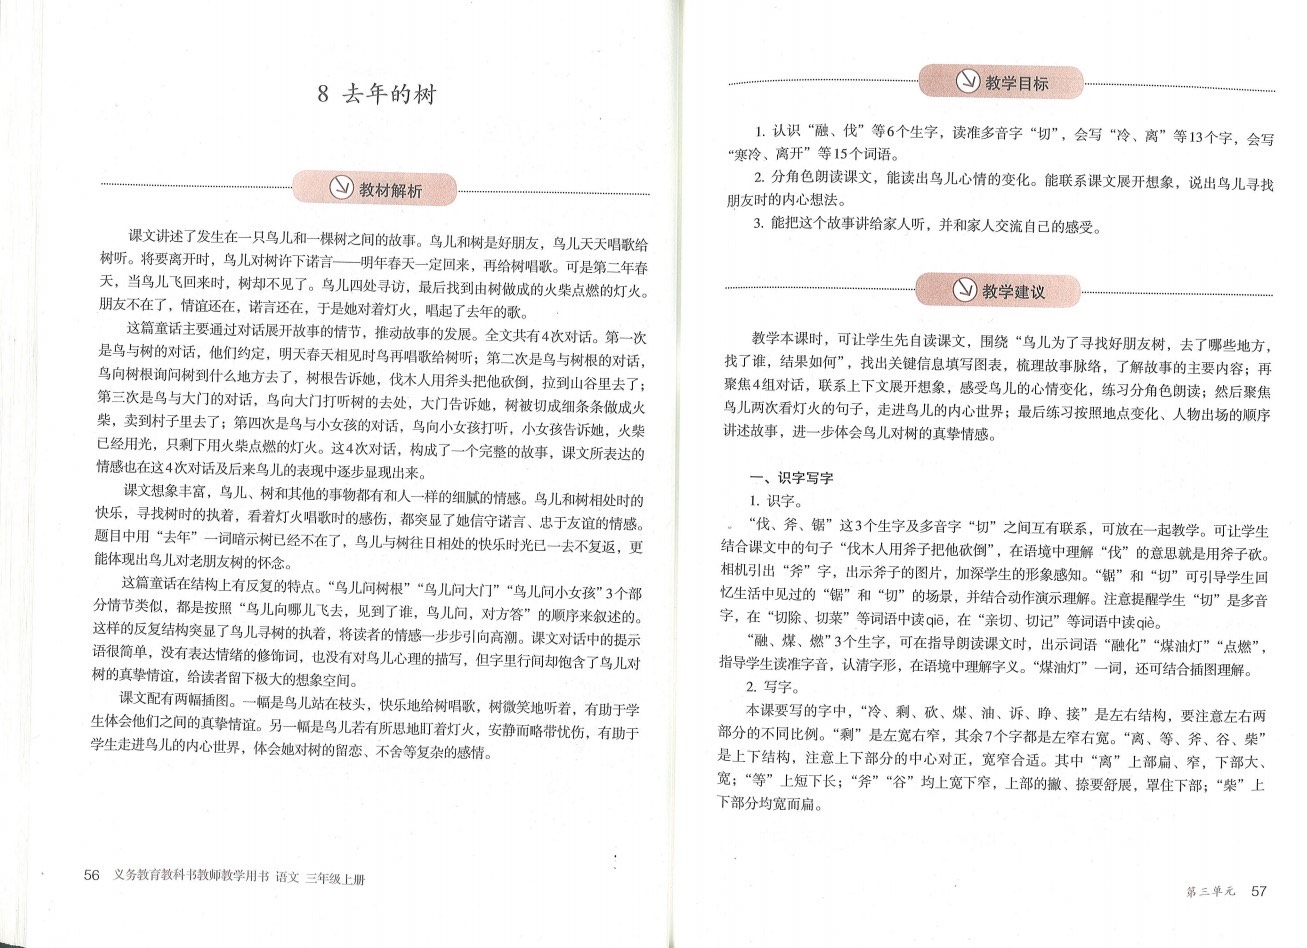 8 去年的树
教材解析
课文讲述了发生在一只鸟儿和一棵树之间的故事。鸟儿和树是好朋友，鸟儿天天唱歌给
树听。将要离开时，鸟儿对树许下诺言——明年春天一定回来，再给树唱歌。可是第二年春
天，当鸟儿飞回来时，树却不见了。鸟儿四处寻访，最后找到由树做成的火柴点燃的灯火。
朋友不在了，情谊还在，诺言还在，于是她对着灯火，唱起了去年的歌。
这篇童话主要通过对话展开故事的情节，推动故事的发展。全文共有4次对话。第一次
是鸟与树的对话，他们约定，明天春天相见时鸟再唱歌给树听；第二次是鸟与树根的对话，
鸟向树根询问树到什么地方去了，树根告诉她，伐木人用斧头把他砍倒，拉到山谷里去了；
第三次是鸟与大门的对话，鸟向大门打听树的去处，大门告诉她，树被切成细条条做成火
柴，卖到村子里去了；第四次是鸟与小女孩的对话，鸟向小女孩打听，小女孩告诉她，火柴
已经用光，只剩下用火柴点燃的灯火。这4次对话，构成了一个完整的故事，课文所表达的
情感也在这4次对话及后来鸟儿的表现中逐步显现出来。
课文想象丰富，鸟儿、树和其他的事物都有和人一样的细腻的情感。鸟儿和树相处时的
快乐，寻找树时的执着，看着灯火唱歌时的感伤，都突显了她信守诺言、忠于友谊的情感。
题目中用“去年”一词暗示树已经不在了，鸟儿与树往日相处的快乐时光已一去不复返，更
能体现出鸟儿对老朋友树的怀念。
这篇童话在结构上有反复的特点。“鸟儿问树根”“鸟儿问大门”“鸟儿问小女孩”3个部
分情节类似，都是按照“鸟儿向哪儿飞去，见到了谁，鸟儿问，对方答”的顺序来叙述的。
这样的反复结构突显了鸟儿寻树的执着，将读者的情感一步步引向高潮。课文对话中的提示
语很简单，没有表达情绪的修饰词，也没有对鸟儿心理的描写，但字里行间却饱含了鸟儿对
树的真挚情谊，给读者留下极大的想象空间。
课文配有两幅插图。一幅是鸟儿站在枝头，快乐地给树唱歌，树微笑地听着，有助于学
生体会他们之间的真挚情谊。另一幅是鸟儿若有所思地盯着灯火，安静而略带忧伤，有助于
学生走进鸟儿的内心世界，体会她对树的留恋、不舍等复杂的感情。
56 义务教育教科书教师教学用书 语文 三年级上册
教学目标
1. 认识“融、伐”等6个生字，读准多音字“切”，会写“冷、离”等13个字，会写
“寒冷、离开”等15个词语。
2. 分角色朗读课文，能读出鸟儿心情的变化。能联系课文展开想象，说出鸟儿寻找
朋友时的内心想法。
3. 能把这个故事讲给家人听，并和家人交流自己的感受。
教学建议
教学本课时，可让学生先自读课文，围绕“鸟儿为了寻找好朋友树，去了哪些地方，
找了谁，结果如何”，找出关键信息填写图表，梳理故事脉络，了解故事的主要内容；再
聚焦4组对话，联系上下文展开想象，感受鸟儿的心情变化，练习分角色朗读；然后聚焦
鸟儿两次看灯火的句子，走进鸟儿的内心世界；最后练习按照地点变化、人物出场的顺序
讲述故事，进一步体会鸟儿对树的真挚情感。
一、识字写字
1. 识字。
“伐、斧、锯”这3个生字及多音字“切”之间互有联系，可放在一起教学。可让学生
结合课文中的句子“伐木人用斧子把他砍倒”，在语境中理解“伐”的意思就是用斧子砍。
相机引出“斧”字，出示斧子的图片，加深学生的形象感知。“锯”和“切”可引导学生回
忆生活中见过的“锯”和“切”的场景，并结合动作演示理解。注意提醒学生“切”是多音
字，在“切除、切菜”等词语中读qiē，在“亲切、切记”等词语中读qiè。
“融、煤、燃”3个生字，可在指导朗读课文时，出示词语“融化”“煤油灯”“点燃”，
指导学生读准字音，认清字形，在语境中理解字义。“煤油灯”一词，还可结合插图理解。
2. 写字。
本课要写的字中，“冷、剩、砍、煤、油、诉、睁、接”是左右结构，要注意左右两
部分的不同比例。“剩”是左宽右窄，其余7个字都是左窄右宽。“离、等、斧、谷、柴”
是上下结构，注意上下部分的中心对正，宽窄合适。其中“离”上部扁、窄，下部大、
宽；“等”上短下长；“斧”“谷”均上宽下窄，上部的撇、捺要舒展，罩住下部；“柴”上
下部分均宽而扁。
第三单元 57